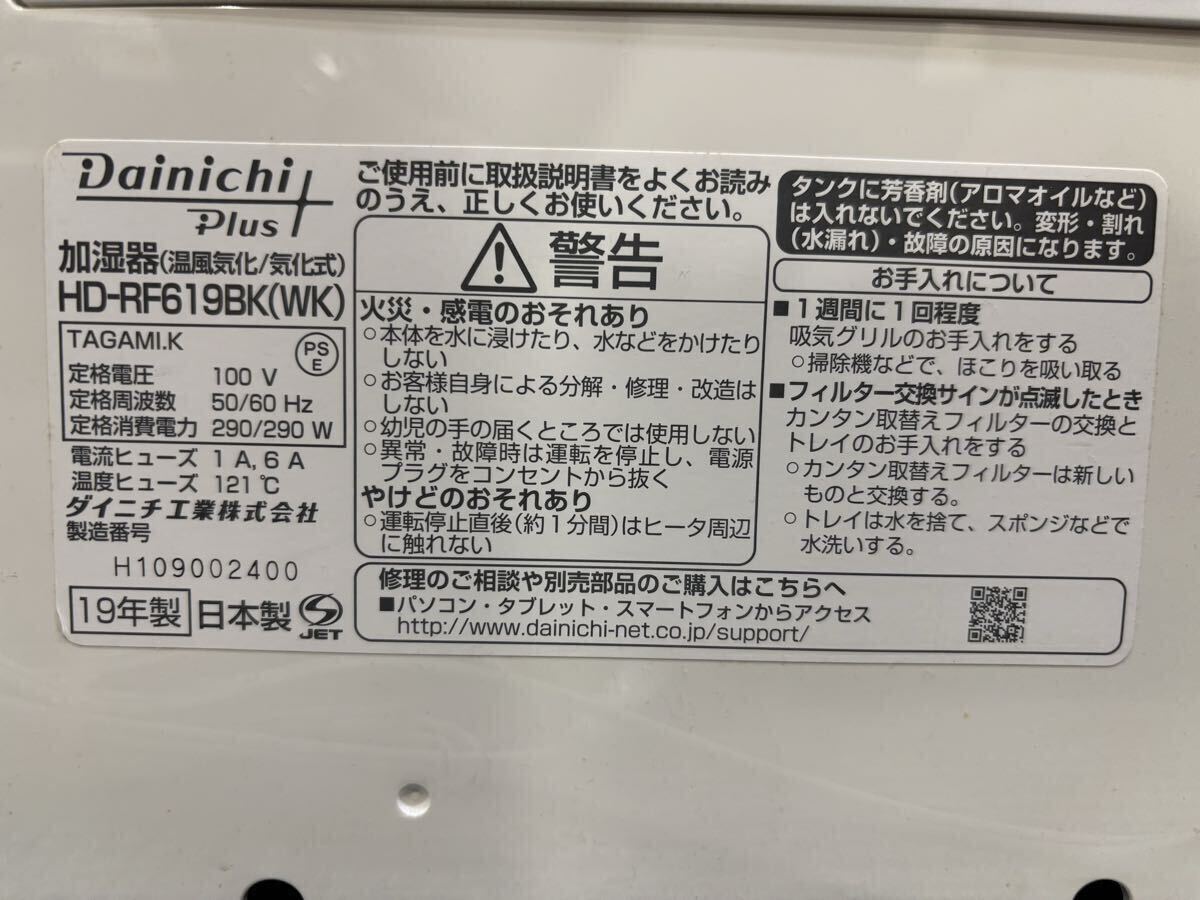 Dainichi
Plus
加湿器(温風気化/気化式)
HD-RF619BK(WK)
TAGAMI.K
PS
E
定格電圧 100 V
定格周波数 50/60 Hz
定格消費電力 290/290 W
電流ヒューズ 1 A, 6 A
温度ヒューズ 121℃
ダイニチ工業株式会社
製造番号
H109002400
19年製 日本製
JET
ご使用前に取扱説明書をよくお読み
のうえ、正しくお使いください。
警告
火災・感電のおそれあり
○本体を水に浸けたり、水などをかけたり
しない
○お客様自身による分解・修理・改造は
しない
○幼児の手の届くところでは使用しない
○異常・故障時は運転を停止し、電源
プラグをコンセントから抜く
やけどのおそれあり
○運転停止直後(約1分間)はヒータ周辺
に触れない
タンクに芳香剤(アロマオイルなど)
は入れないでください。変形・割れ
(水漏れ)・故障の原因になります。
お手入れについて
■1週間に1回程度
吸気グリルのお手入れをする
○掃除機などで、ほこりを吸い取る
■フィルター交換サインが点滅したとき
カンタン取替えフィルターの交換と
トレイのお手入れをする
○カンタン取替えフィルターは新しい
ものと交換する。
○トレイは水を捨て、スポンジなどで
水洗いする。
修理のご相談や別売部品のご購入はこちらへ
■パソコン・タブレット・スマートフォンからアクセス
http://www.dainichi-net.co.jp/support/